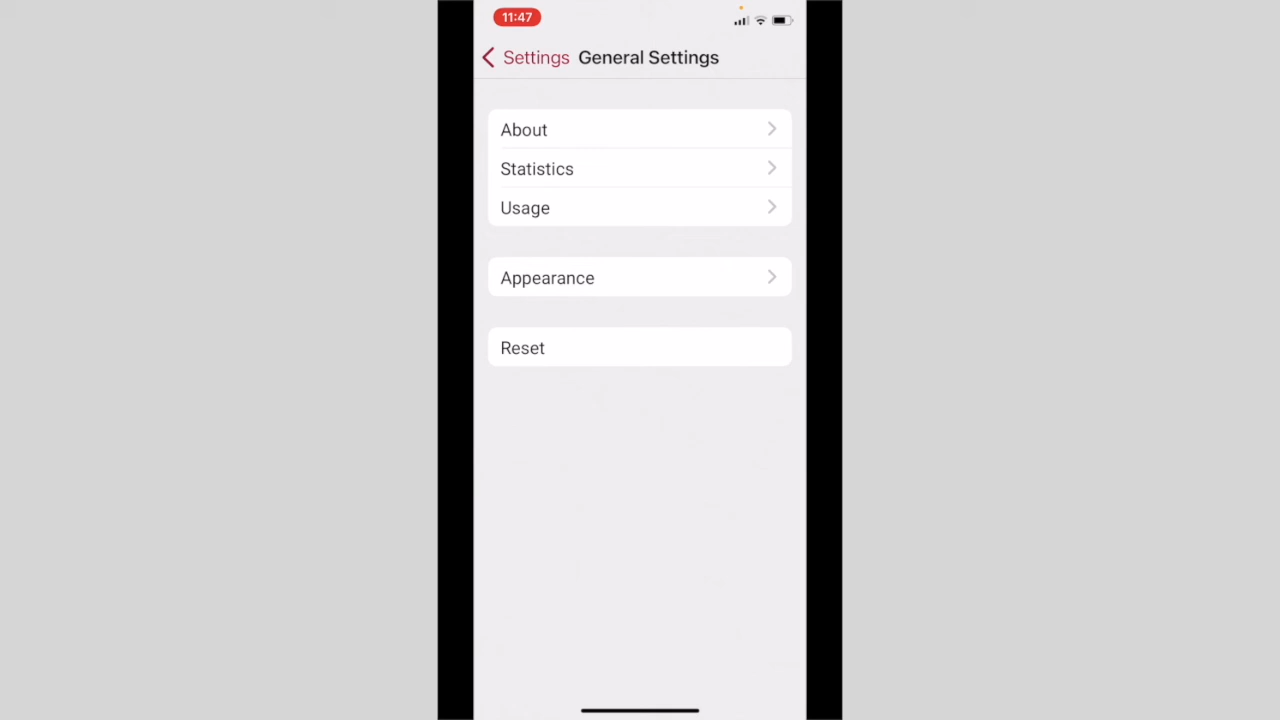 11:47
Settings General Settings
About
Statistics
Usage
Appearance
Reset